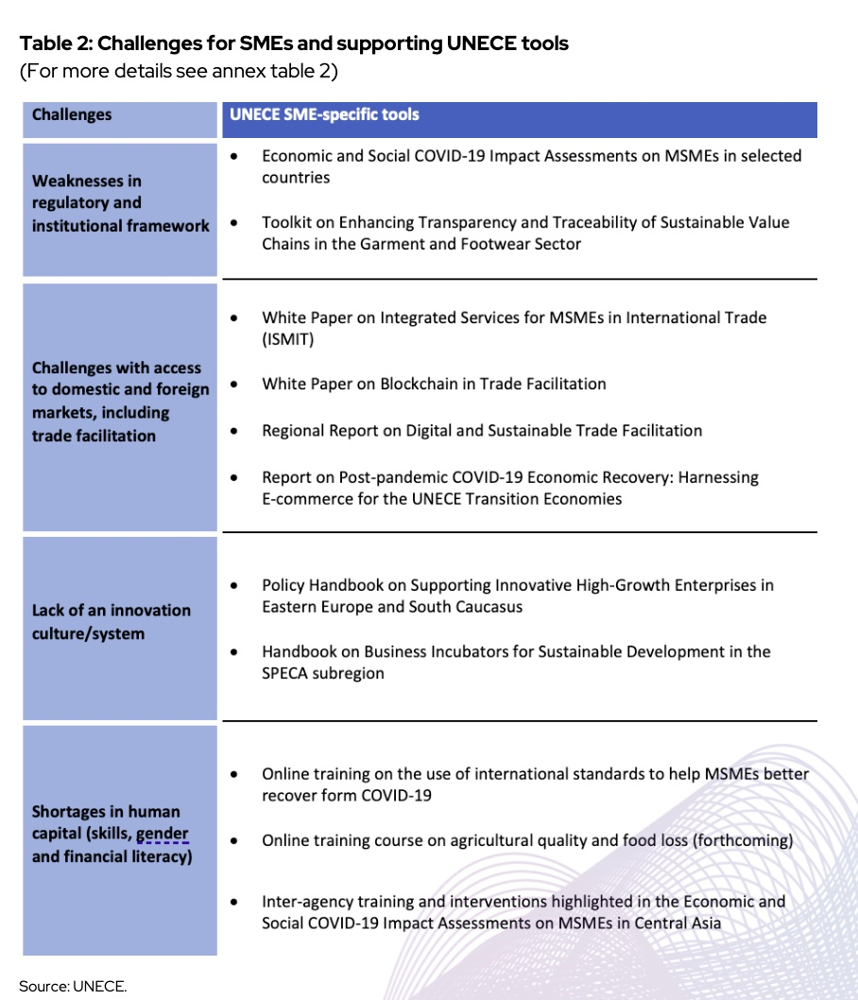 Table 2: Challenges for SMEs and supporting UNECE tools
(For more details see annex table 2)
Challenges
UNECE SME-specific tools
Weaknesses in
regulatory and
institutional framework
• Economic and Social COVID-19 Impact Assessments on MSMEs in selected
countries
• Toolkit on Enhancing Transparency and Traceability of Sustainable Value
Chains in the Garment and Footwear Sector
Challenges with access
to domestic and foreign
markets, including
trade facilitation
• White Paper on Integrated Services for MSMEs in International Trade
(ISMIT)
• White Paper on Blockchain in Trade Facilitation
• Regional Report on Digital and Sustainable Trade Facilitation
• Report on Post-pandemic COVID-19 Economic Recovery: Harnessing
E-commerce for the UNECE Transition Economies
Lack of an innovation
culture/system
• Policy Handbook on Supporting Innovative High-Growth Enterprises in
Eastern Europe and South Caucasus
• Handbook on Business Incubators for Sustainable Development in the
SPECA subregion
Shortages in human
capital (skills, gender
and financial literacy)
• Online training on the use of international standards to help MSMEs better
recover form COVID-19
• Online training course on agricultural quality and food loss (forthcoming)
• Inter-agency training and interventions highlighted in the Economic and
Social COVID-19 Impact Assessments on MSMEs in Central Asia
Source: UNECE.